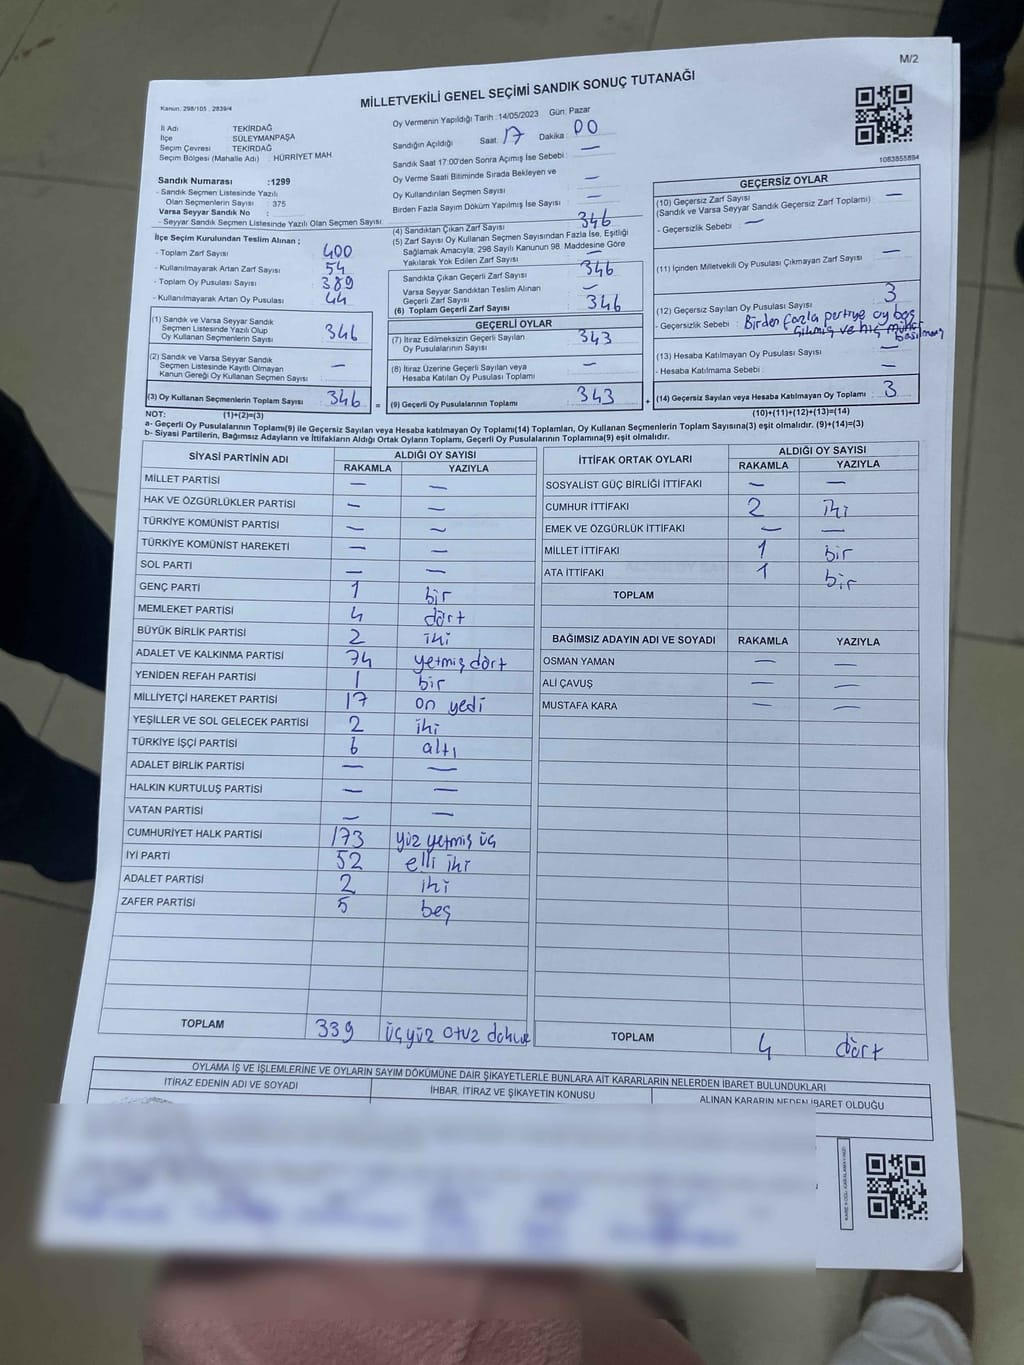 M/2
MİLLETVEKİLİ GENEL SEÇİMİ SANDIK SONUÇ TUTANAĞI
Kanun. 298/105 , 2839/4
İl Adı TEKİRDAĞ
İlçe SÜLEYMANPAŞA
Seçim Çevresi TEKİRDAĞ
Seçim Bölgesi (Mahalle Adı) : HÜRRİYET MAH.
Sandık Numarası :1299
- Sandık Seçmen Listesinde Yazılı
Olan Seçmenlerin Sayısı : 375
Varsa Seyyar Sandık No :
- Seyyar Sandık Seçmen Listesinde Yazılı Olan Seçmen Sayısı:
İlçe Seçim Kurulundan Teslim Alınan ;
- Toplam Zarf Sayısı : 400
- Kullanılmayarak Artan Zarf Sayısı : 54
- Toplam Oy Pusulası Sayısı : 389
- Kullanılmayarak Artan Oy Pusulası : 44
(1) Sandık ve Varsa Seyyar Sandık
Seçmen Listesinde Yazılı Olup
Oy Kullanan Seçmenlerin Sayısı : 346
(2) Sandık ve Varsa Seyyar Sandık
Seçmen Listesinde Kayıtlı Olmayan
Kanun Gereği Oy Kullanan Seçmen Sayısı : —
(3) Oy Kullanan Seçmenlerin Toplam Sayısı : 346 =
Oy Vermenin Yapıldığı Tarih :14/05/2023 Gün: Pazar
Sandığın Açıldığı Saat: 17 Dakika : 00
Sandık Saat 17:00'den Sonra Açımış İse Sebebi : —
Oy Verme Saati Bitiminde Sırada Bekleyen ve
Oy Kullandırılan Seçmen Sayısı : —
Birden Fazla Sayım Döküm Yapılmış İse Sayısı : —
(4) Sandıktan Çıkan Zarf Sayısı : 346
(5) Zarf Sayısı Oy Kullanan Seçmen Sayısından Fazla İse, Eşitliği
Sağlamak Amacıyla; 298 Sayılı Kanunun 98. Maddesine Göre
Yakılarak Yok Edilen Zarf Sayısı : —
Sandıkta Çıkan Geçerli Zarf Sayısı : 346
Varsa Seyyar Sandıktan Teslim Alınan
Geçerli Zarf Sayısı : —
(6) Toplam Geçerli Zarf Sayısı : 346
GEÇERLİ OYLAR
(7) İtiraz Edilmeksizin Geçerli Sayılan
Oy Pusulalarının Sayısı : 343
(8) İtiraz Üzerine Geçerli Sayılan veya
Hesaba Katılan Oy Pusulası Toplamı : —
(9) Geçerli Oy Pusulalarının Toplamı : 343 +
1083855894
GEÇERSİZ OYLAR
(10) Geçersiz Zarf Sayısı : —
(Sandık ve Varsa Seyyar Sandık Geçersiz Zarf Toplamı)
- Geçersizlik Sebebi : —
(11) İçinden Milletvekili Oy Pusulası Çıkmayan Zarf Sayısı : —
(12) Geçersiz Sayılan Oy Pusulası Sayısı : 3
- Geçersizlik Sebebi : Birden fazla partiye oy
ve hiç
(13) Hesaba Katılmayan Oy Pusulası Sayısı : —
- Hesaba Katılmama Sebebi : —
(14) Geçersiz Sayılan veya Hesaba Katılmayan Oy Toplamı : 3
NOT: (1)+(2)=(3) (10)+(11)+(12)+(13)=(14)
a- Geçerli Oy Pusulalarının Toplamı(9) ile Geçersiz Sayılan veya Hesaba katılmayan Oy Toplamı(14) Toplamları, Oy Kullanan Seçmenlerin Toplam Sayısına(3) eşit olmalıdır. (9)+(14)=(3)
b- Siyasi Partilerin, Bağımsız Adayların ve İttifakların Aldığı Ortak Oyların Toplamı, Geçerli Oy Pusulalarının Toplamına(9) eşit olmalıdır.
SİYASİ PARTİNİN ADI ALDIĞI OY SAYISI
RAKAMLA YAZIYLA
MİLLET PARTİSİ — —
HAK VE ÖZGÜRLÜKLER PARTİSİ — —
TÜRKİYE KOMÜNİST PARTİSİ — —
TÜRKİYE KOMÜNİST HAREKETİ — —
SOL PARTİ — —
GENÇ PARTİ 1 bir
MEMLEKET PARTİSİ 4 dört
BÜYÜK BİRLİK PARTİSİ 2 iki
ADALET VE KALKINMA PARTİSİ 74 yetmiş dört
YENİDEN REFAH PARTİSİ 1 bir
MİLLİYETÇİ HAREKET PARTİSİ 17 on yedi
YEŞİLLER VE SOL GELECEK PARTİSİ 2 iki
TÜRKİYE İŞÇİ PARTİSİ 6 altı
ADALET BİRLİK PARTİSİ — —
HALKIN KURTULUŞ PARTİSİ — —
VATAN PARTİSİ — —
CUMHURİYET HALK PARTİSİ 173 yüz yetmiş üç
İYİ PARTİ 52 elli iki
ADALET PARTİSİ 2 iki
ZAFER PARTİSİ 5 beş
TOPLAM 339 üçyüz otuz dokuz
İTTİFAK ORTAK OYLARI ALDIĞI OY SAYISI
RAKAMLA YAZIYLA
SOSYALİST GÜÇ BİRLİĞİ İTTİFAKI — —
CUMHUR İTTİFAKI 2 iki
EMEK VE ÖZGÜRLÜK İTTİFAKI — —
MİLLET İTTİFAKI 1 bir
ATA İTTİFAKI 1 bir
TOPLAM
BAĞIMSIZ ADAYIN ADI VE SOYADI RAKAMLA YAZIYLA
OSMAN YAMAN — —
ALİ ÇAVUŞ — —
MUSTAFA KARA — —
TOPLAM 4 dört
OYLAMA İŞ VE İŞLEMLERİNE VE OYLARIN SAYIM DÖKÜMÜNE DAİR ŞİKAYETLERLE BUNLARA AİT KARARLARIN NELERDEN İBARET BULUNDUKLARI
İTİRAZ EDENİN ADI VE SOYADI İHBAR, İTİRAZ VE ŞİKAYETİN KONUSU ALINAN KARARIN NEDEN İBARET OLDUĞU